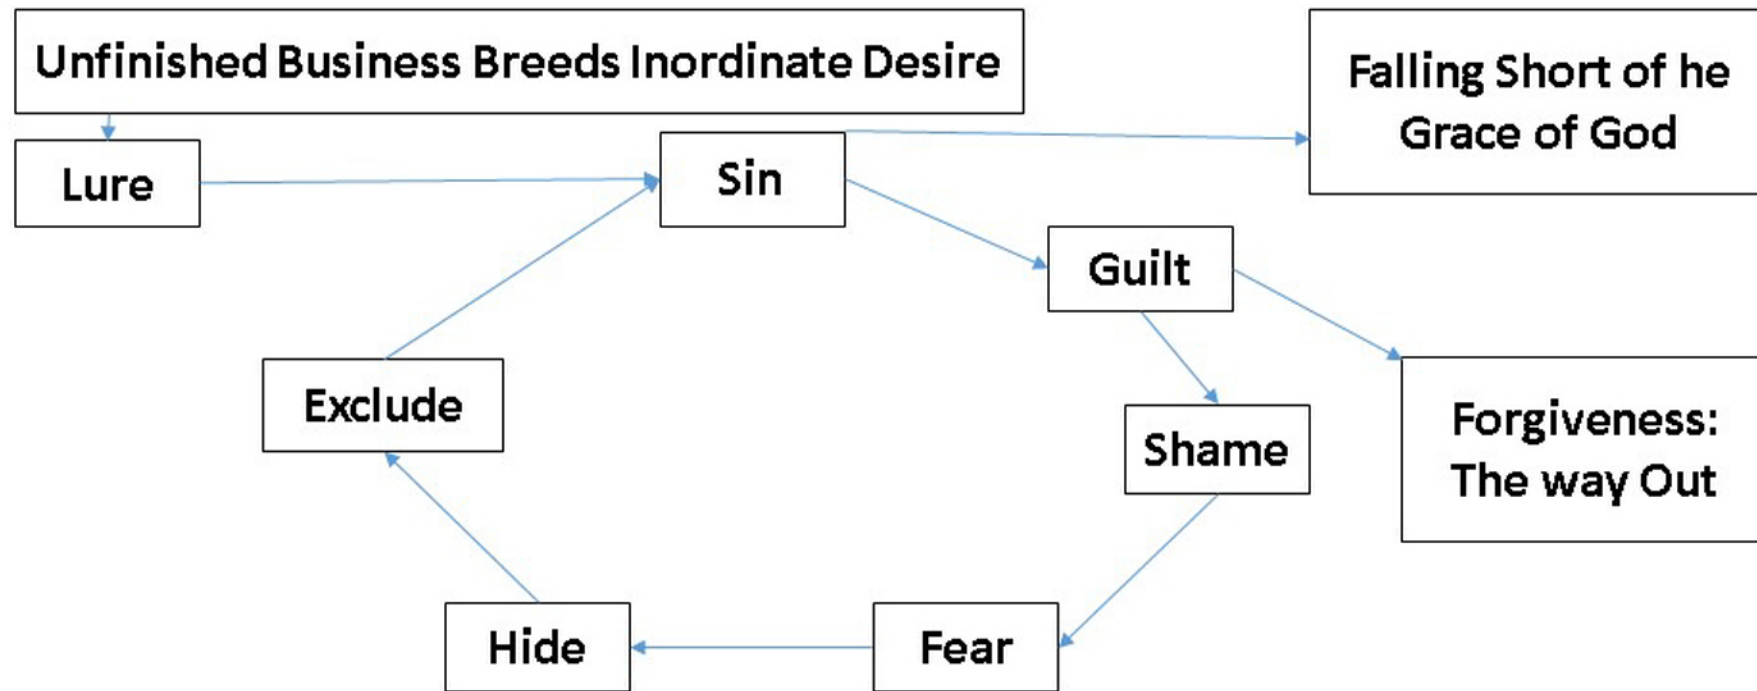 Unfinished Business Breeds Inordinate Desire
Falling Short of he
Grace of God
Lure
Sin
Guilt
Exclude
Shame
Forgiveness:
The way Out
Hide
Fear